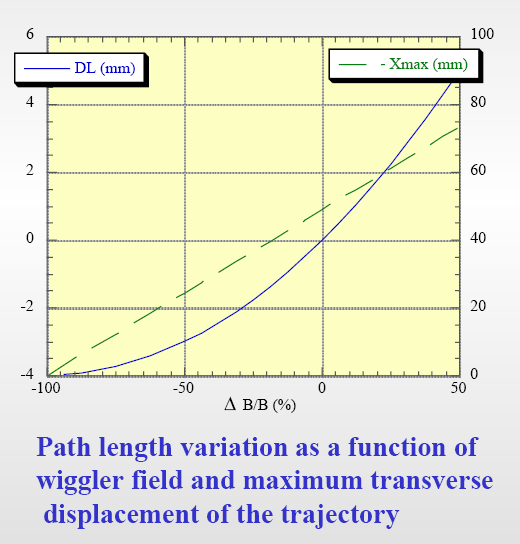 6
100
DL (mm)
- Xmax (mm)
4
80
2
60
0
40
-2
20
-4
0
-100
-50
0
50
Δ B/B (%)
Path length variation as a function of
wiggler field and maximum transverse
displacement of the trajectory